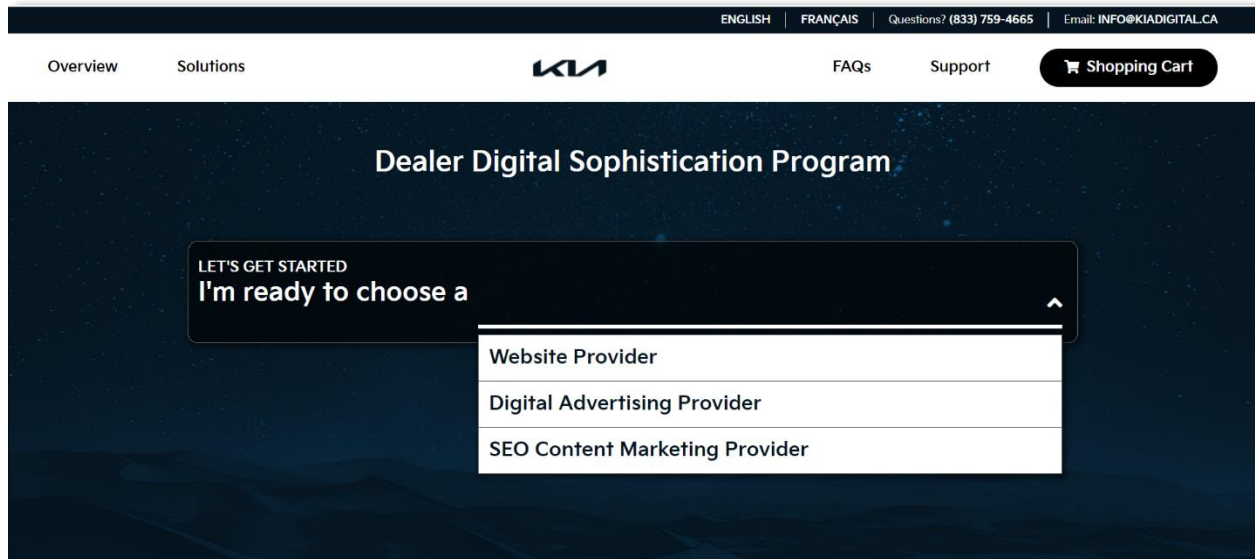 ENGLISH | FRANÇAIS | Questions? (833) 759-4665 | Email: INFO@KIADIGITAL.CA
Overview Solutions KIA FAQs Support Shopping Cart
Dealer Digital Sophistication Program
LET'S GET STARTED
I'm ready to choose a
Website Provider
Digital Advertising Provider
SEO Content Marketing Provider